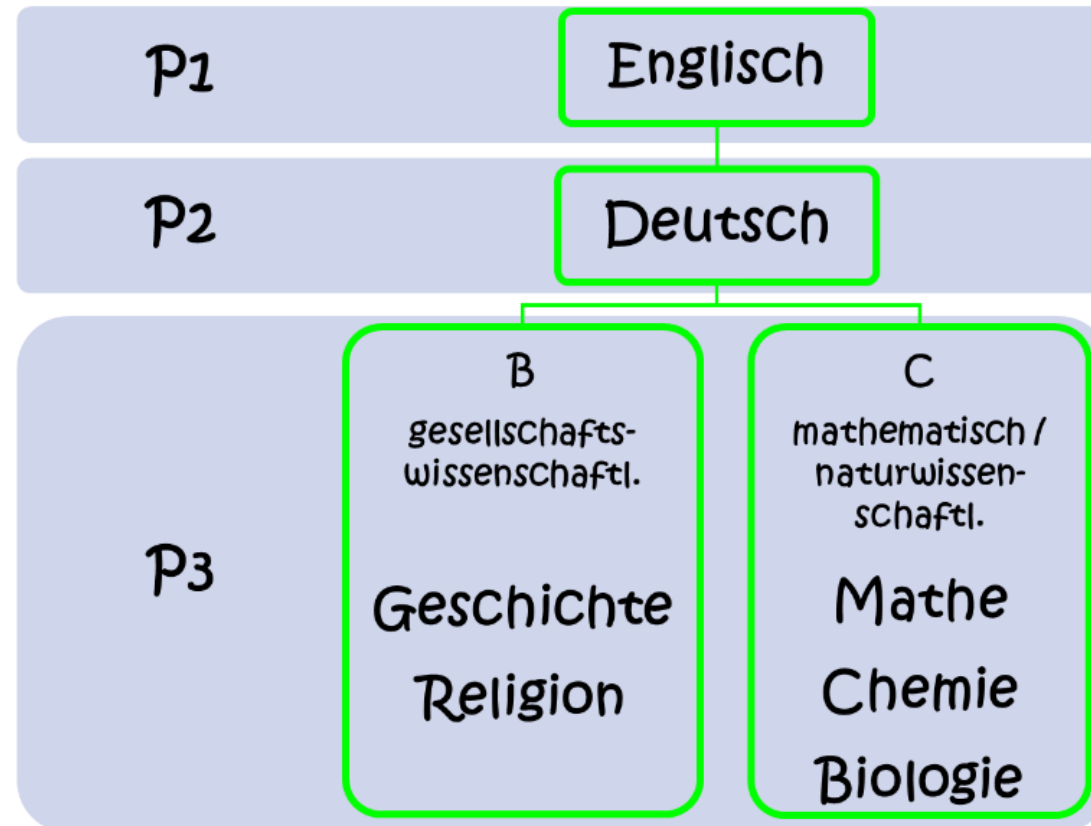 P1
Englisch
P2
Deutsch
P3
B
gesellschafts-
wissenschaftl.
Geschichte
Religion
C
mathematisch /
naturwissen-
schaftl.
Mathe
Chemie
Biologie